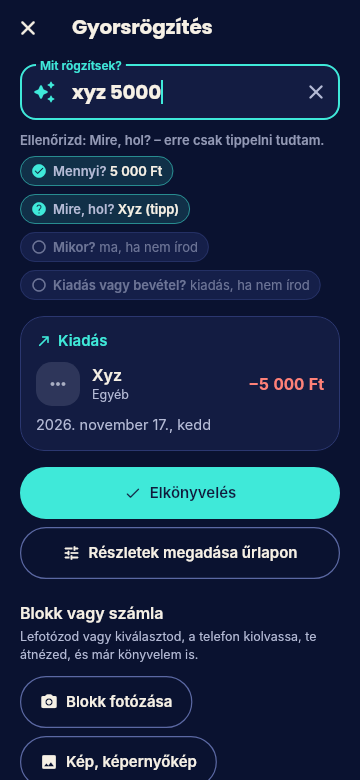 Gyorsrögzítés
Mit rögzítsek?
xyz 5000
Ellenőrizd: Mire, hol? – erre csak tippelni tudtam.
Mennyi? 5 000 Ft
Mire, hol? Xyz (tipp)
Mikor? ma, ha nem írod
Kiadás vagy bevétel? kiadás, ha nem írod
Kiadás
Xyz
−5 000 Ft
Egyéb
2026. november 17., kedd
Elkönyvelés
Részletek megadása űrlapon
Blokk vagy számla
Lefotózod vagy kiválasztod, a telefon kiolvassa, te
átnézed, és már könyvelem is.
Blokk fotózása
Kép, képernyőkép